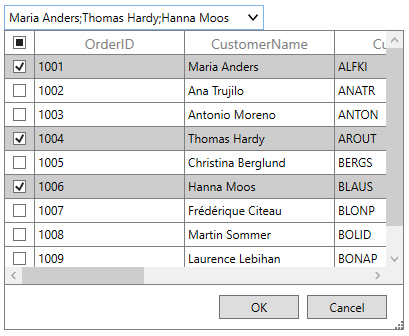 Maria Anders;Thomas Hardy;Hanna Moos
OrderID CustomerName Cu
1001 Maria Anders ALFKI
1002 Ana Trujilo ANATR
1003 Antonio Moreno ANTON
1004 Thomas Hardy AROUT
1005 Christina Berglund BERGS
1006 Hanna Moos BLAUS
1007 Frédérique Citeau BLONP
1008 Martin Sommer BOLID
1009 Laurence Lebihan BONAP
OK Cancel